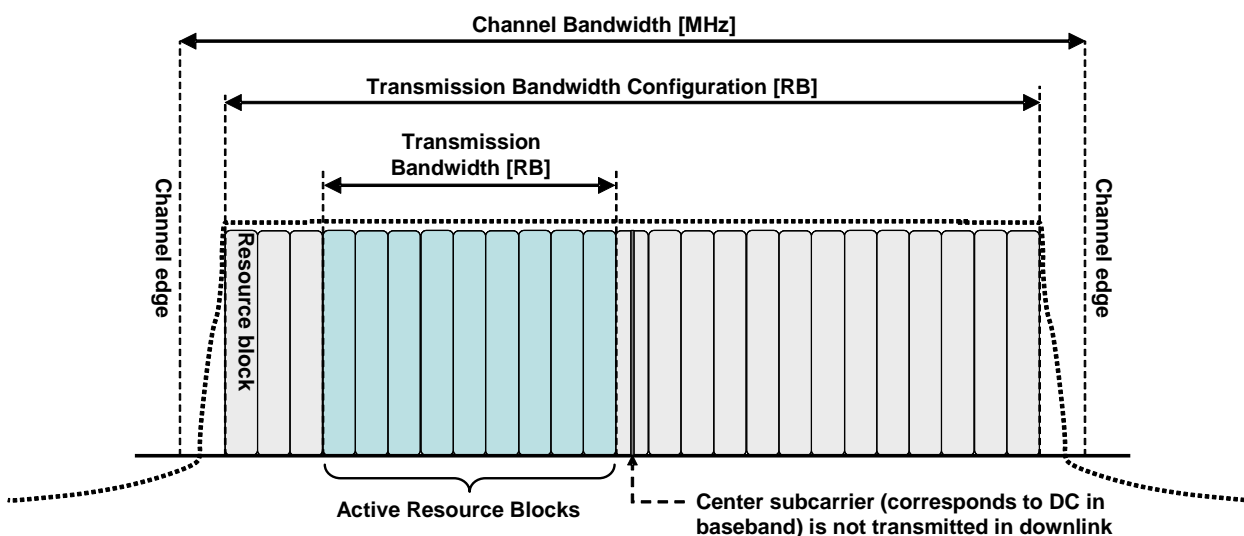 Channel Bandwidth [MHz]
Transmission Bandwidth Configuration [RB]
Transmission
Bandwidth [RB]
Channel edge
Resource block
Channel edge
Active Resource Blocks
Center subcarrier (corresponds to DC in
baseband) is not transmitted in downlink